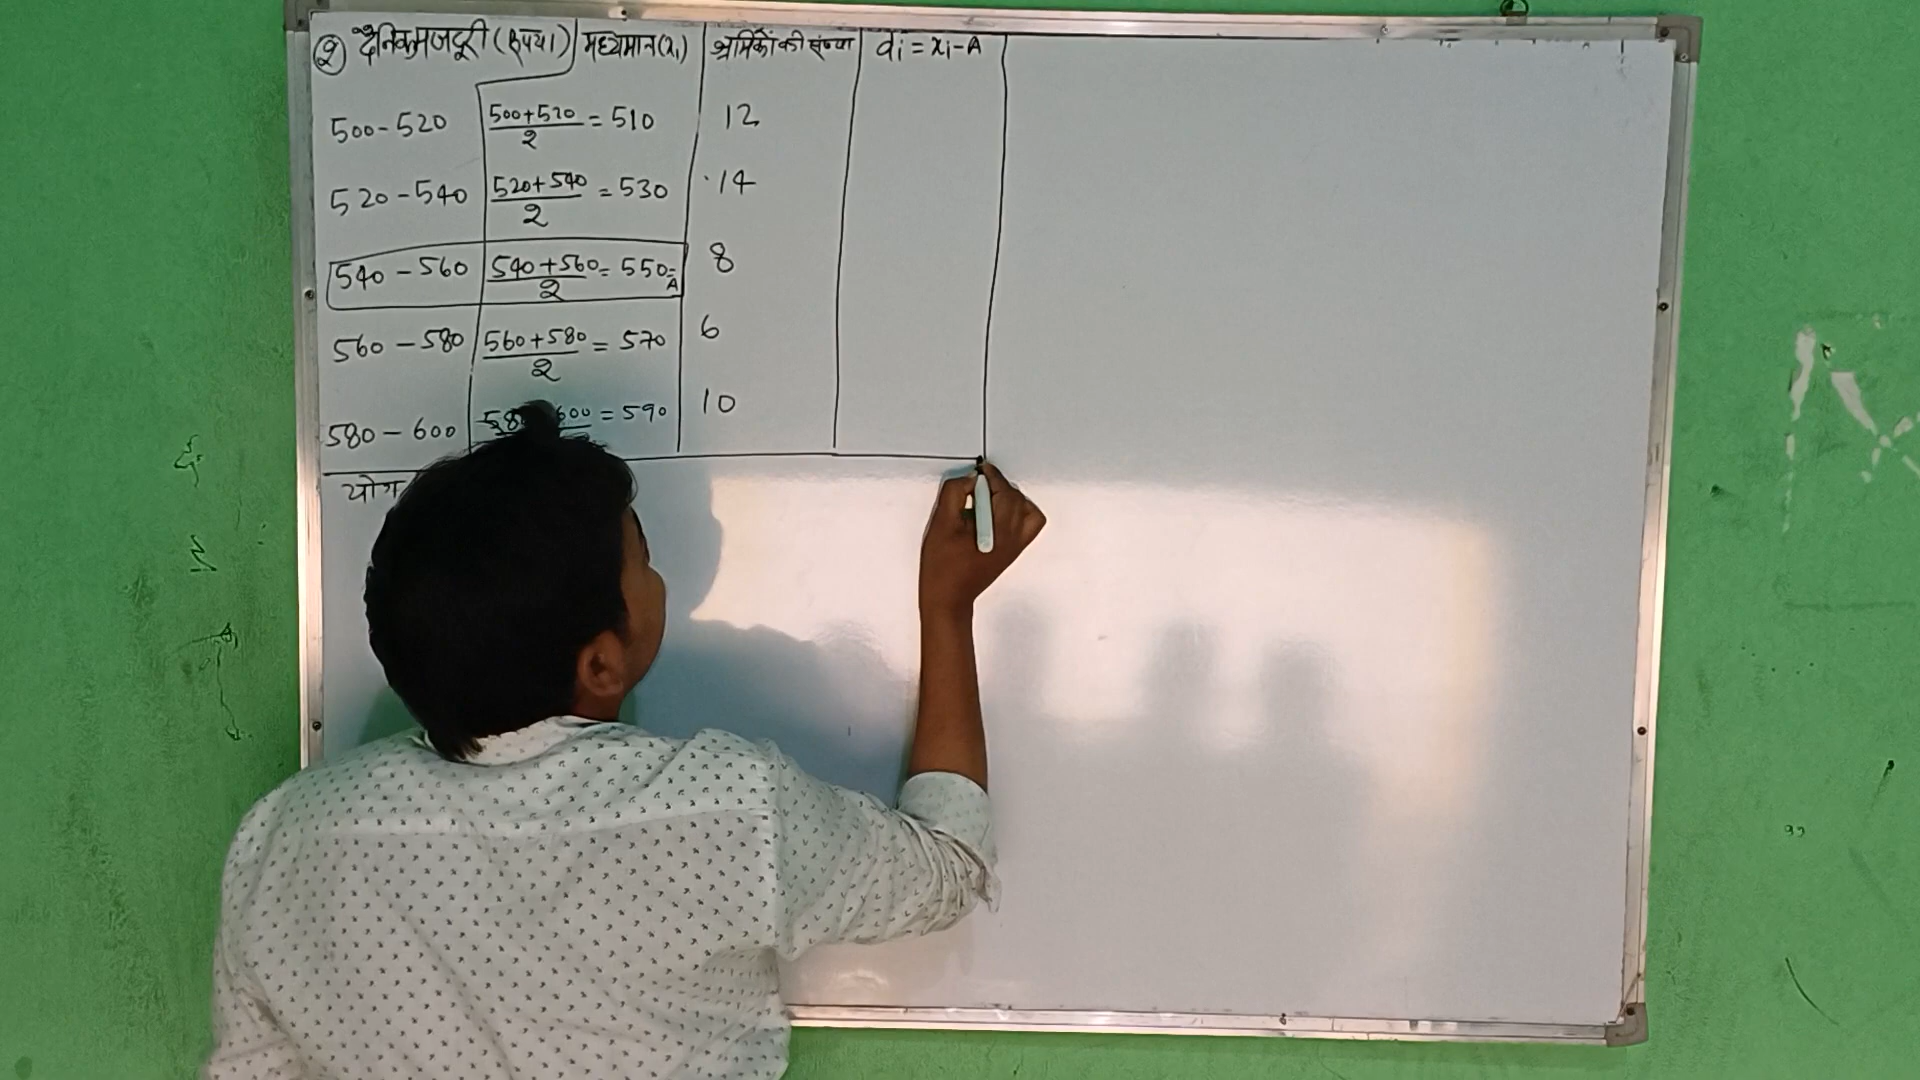 ② दैनिक मजदूरी (रुपया) मध्यमान (xᵢ) श्रमिकों की संख्या dᵢ = xᵢ - A
500 - 520 500+520/2 = 510 12
520 - 540 520+540/2 = 530 14
540 - 560 540+560/2 = 550 = A 8
560 - 580 560+580/2 = 570 6
580 - 600 600 = 590 10
योग